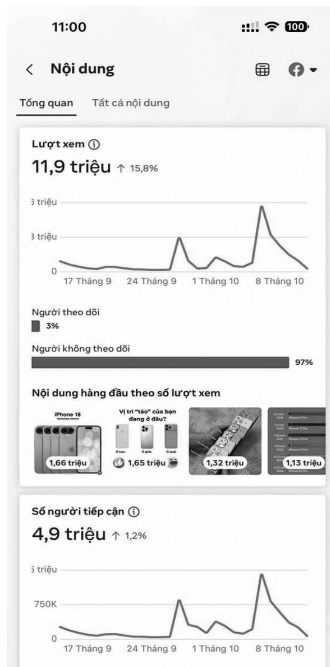 11:00
100
Nội dung
Tổng quan Tất cả nội dung
Lượt xem
11,9 triệu ↑ 15,8%
3 triệu
0
17 Tháng 9 24 Tháng 9 1 Tháng 10 8 Tháng 10
Người theo dõi
3%
Người không theo dõi
97%
Nội dung hàng đầu theo số lượt xem
iPhone 18
Vị trí "táo" của bạn
đang ở đâu?
1,66 triệu 1,65 triệu 1,32 triệu 1,13 triệu
Số người tiếp cận
4,9 triệu ↑ 1,2%
750K
0
17 Tháng 9 24 Tháng 9 1 Tháng 10 8 Tháng 10